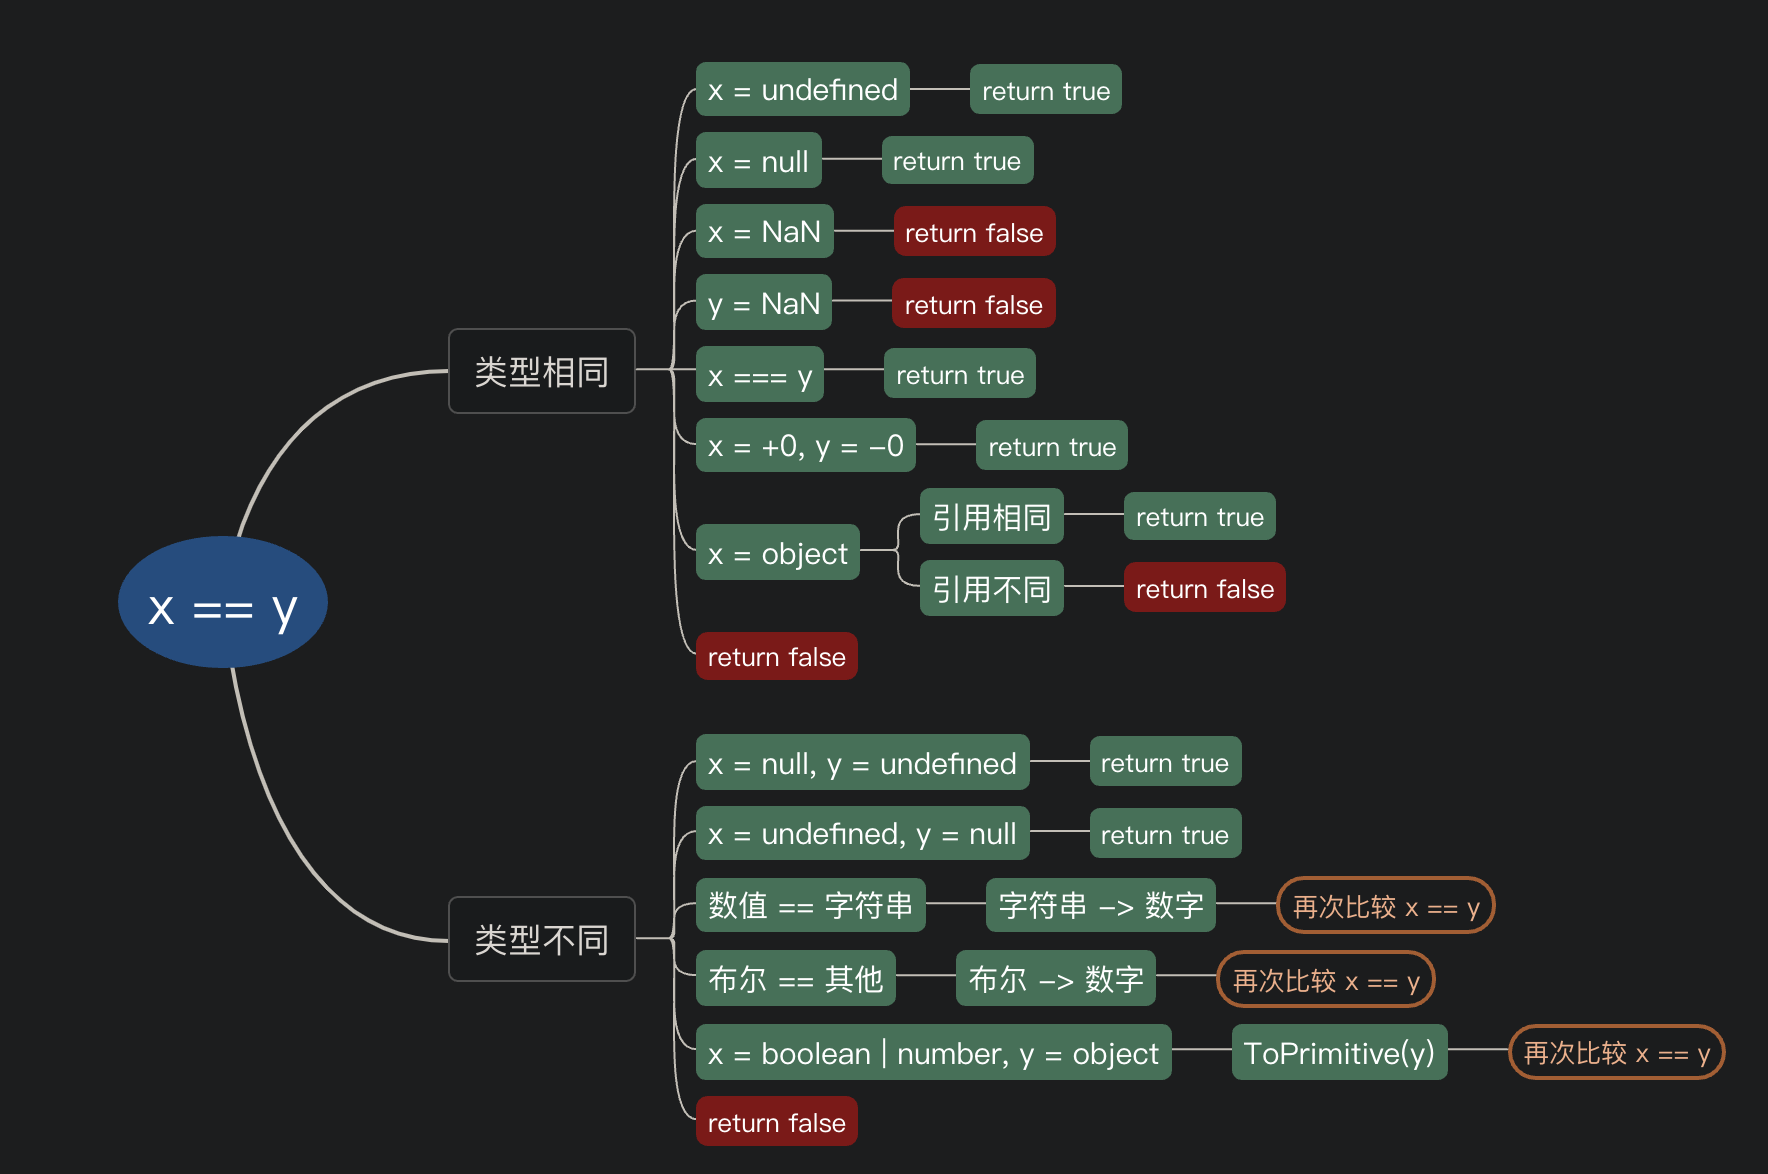 x == y
类型相同
x = undefined
return true
x = null
return true
x = NaN
return false
y = NaN
return false
x === y
return true
x = +0, y = -0
return true
x = object
引用相同
return true
引用不同
return false
return false
类型不同
x = null, y = undefined
return true
x = undefined, y = null
return true
数值 == 字符串
字符串 -> 数字
再次比较 x == y
布尔 == 其他
布尔 -> 数字
再次比较 x == y
x = boolean | number, y = object
ToPrimitive(y)
再次比较 x == y
return false